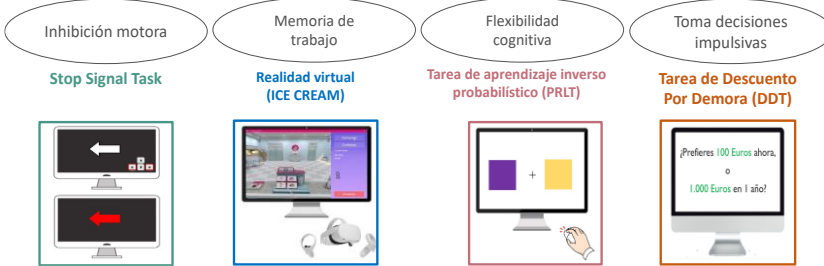 Inhibición motora
Memoria de
trabajo
Flexibilidad
cognitiva
Toma decisiones
impulsivas
Stop Signal Task
Realidad virtual
(ICE CREAM)
Tarea de aprendizaje inverso
probabilístico (PRLT)
Tarea de Descuento
Por Demora (DDT)
+
¿Prefieres 100 Euros ahora,
o
1.000 Euros en 1 año?